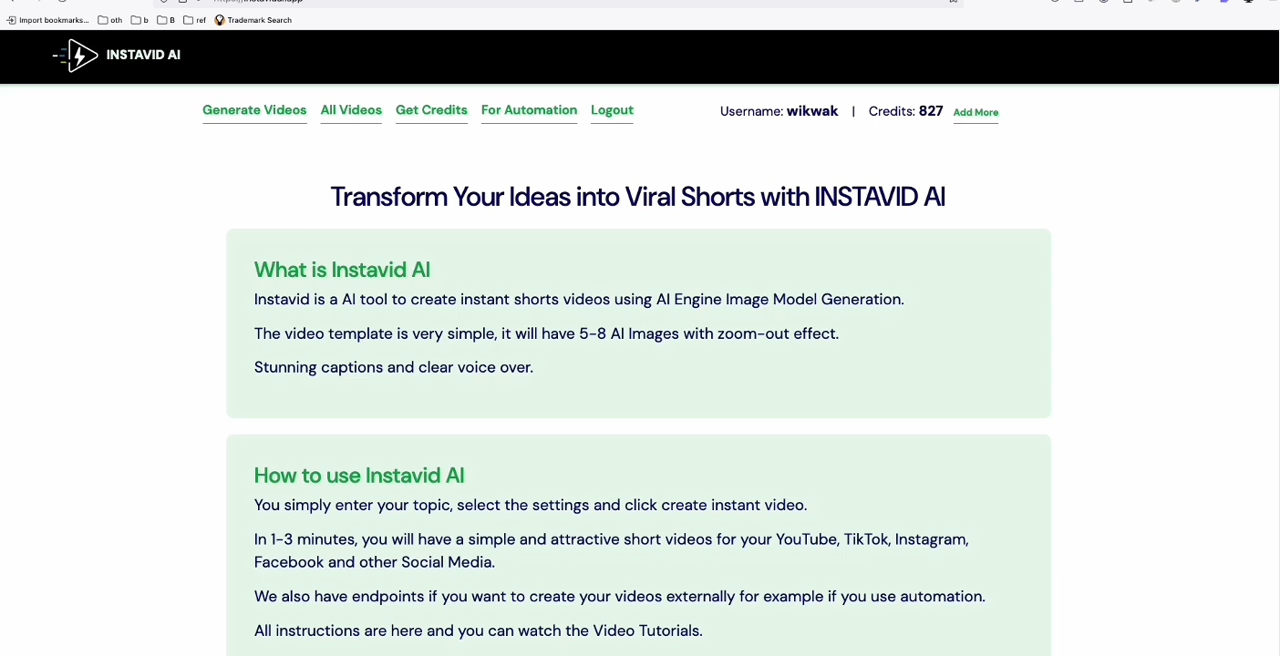 Import bookmarks... oth b B ref Trademark Search
INSTAVID AI
Generate Videos All Videos Get Credits For Automation Logout Username: wikwak | Credits: 827 Add More
Transform Your Ideas into Viral Shorts with INSTAVID AI
What is Instavid AI
Instavid is a AI tool to create instant shorts videos using AI Engine Image Model Generation.
The video template is very simple, it will have 5-8 AI Images with zoom-out effect.
Stunning captions and clear voice over.
How to use Instavid AI
You simply enter your topic, select the settings and click create instant video.
In 1-3 minutes, you will have a simple and attractive short videos for your YouTube, TikTok, Instagram,
Facebook and other Social Media.
We also have endpoints if you want to create your videos externally for example if you use automation.
All instructions are here and you can watch the Video Tutorials.